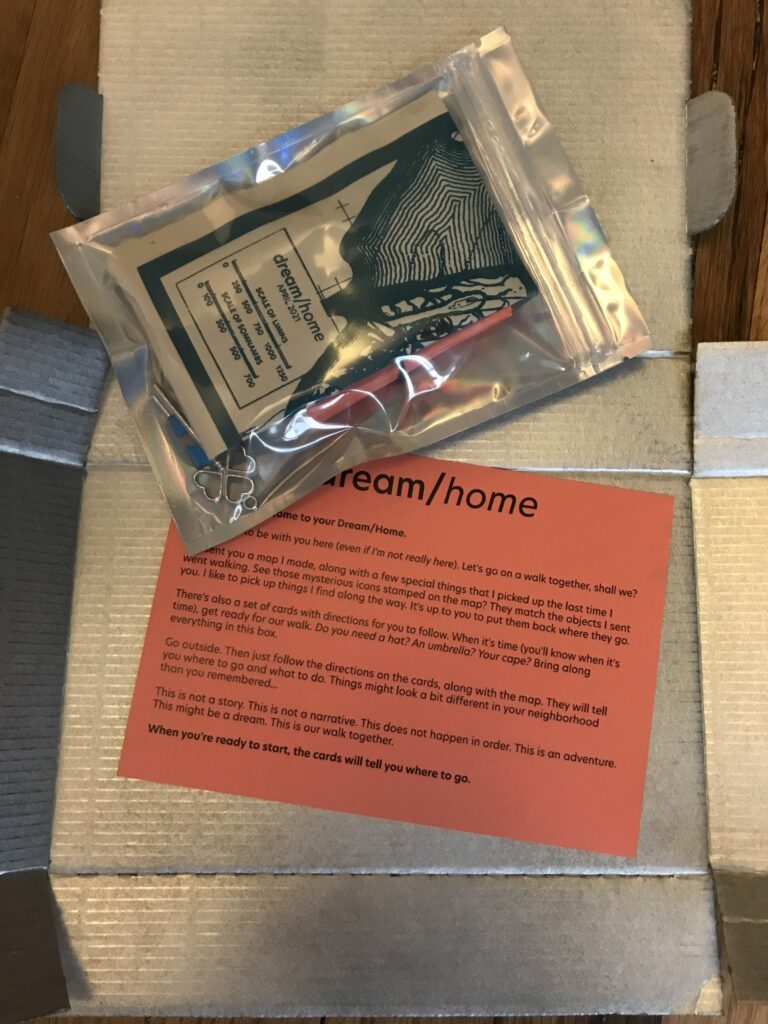 dream/home
APRIL 2021
SCALE OF LIMNS
0 250 500 750 1000 1250
SCALE OF SOMNAMBS
0 100 300 500 700
dream/home
come to your Dream/Home.
to be with you here (even if I'm not really here). Let's go on a walk together, shall we?
sent you a map I made, along with a few special things that I picked up the last time I
went walking. See those mysterious icons stamped on the map? They match the objects I sent
you. I like to pick up things I find along the way. It's up to you to put them back where they go.
There's also a set of cards with directions for you to follow. When it's time (you'll know when it's
time), get ready for our walk. Do you need a hat? An umbrella? Your cape? Bring along
everything in this box.
Go outside. Then just follow the directions on the cards, along with the map. They will tell
you where to go and what to do. Things might look a bit different in your neighborhood
than you remembered...
This is not a story. This is not a narrative. This does not happen in order. This is an adventure.
This might be a dream. This is our walk together.
When you're ready to start, the cards will tell you where to go.